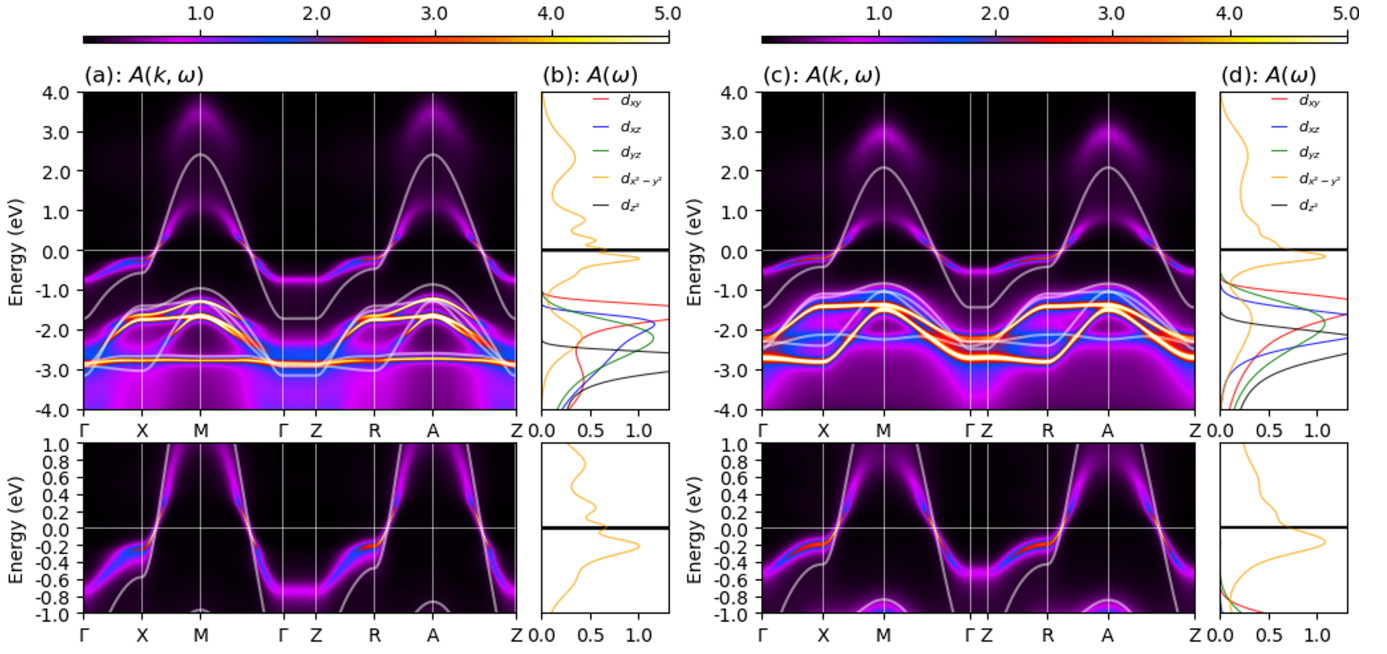 1.0 2.0 3.0 4.0 5.0 1.0 2.0 3.0 4.0 5.0
(a): A(k, ω) (b): A(ω) (c): A(k, ω) (d): A(ω)
4.0
3.0
2.0
1.0
0.0
-1.0
-2.0
-3.0
-4.0
Energy (eV)
Γ X M Γ Z R A Z
d_xy
d_xz
d_yz
d_x²−y²
d_z²
0.0 0.5 1.0
4.0
3.0
2.0
1.0
0.0
-1.0
-2.0
-3.0
-4.0
Energy (eV)
Γ X M Γ Z R A Z
d_xy
d_xz
d_yz
d_x²−y²
d_z²
0.0 0.5 1.0
1.0
0.8
0.6
0.4
0.2
0.0
-0.2
-0.4
-0.6
-0.8
-1.0
Energy (eV)
Γ X M Γ Z R A Z
0.0 0.5 1.0
1.0
0.8
0.6
0.4
0.2
0.0
-0.2
-0.4
-0.6
-0.8
-1.0
Energy (eV)
Γ X M Γ Z R A Z
0.0 0.5 1.0